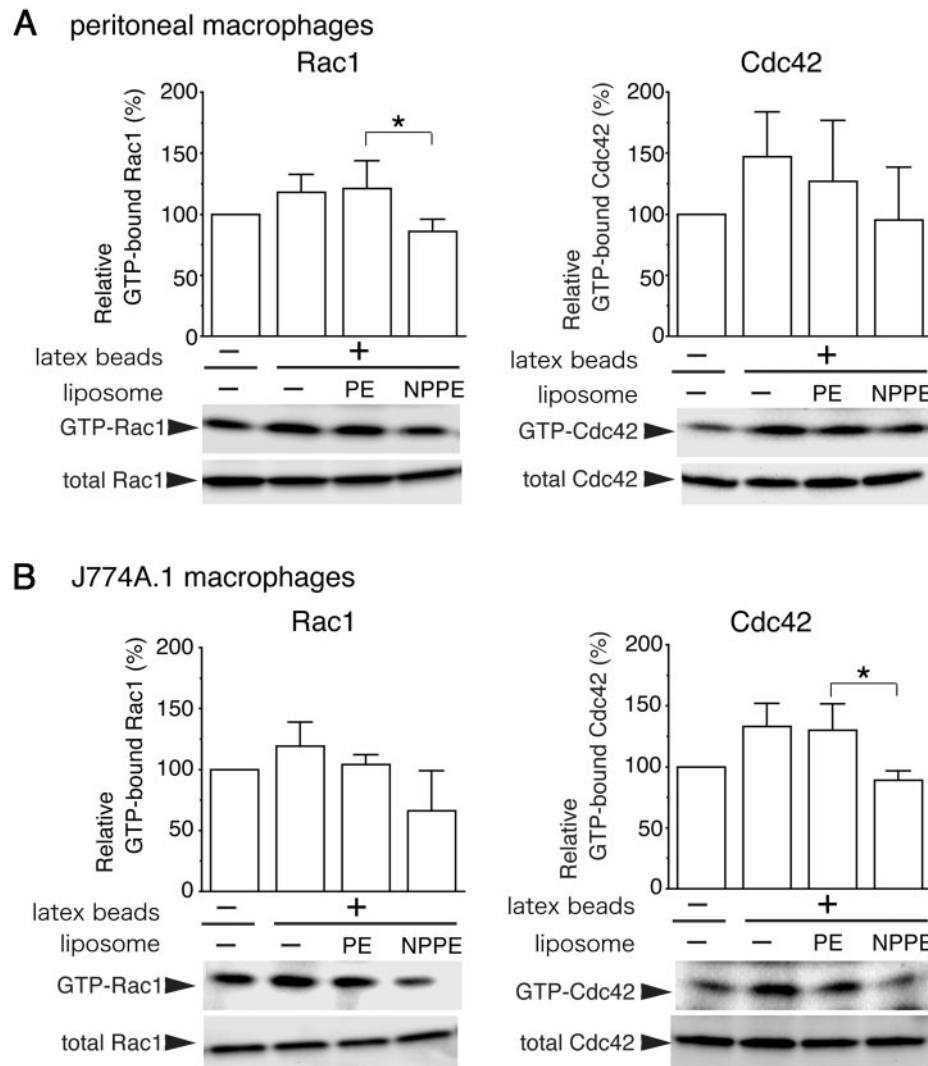 A peritoneal macrophages
Rac1
Relative
GTP-bound Rac1 (%)
200
150
100
50
0
*
latex beads − +
liposome − − PE NPPE
GTP-Rac1
total Rac1
Cdc42
Relative
GTP-bound Cdc42 (%)
200
150
100
50
0
− +
− − PE NPPE
GTP-Cdc42
total Cdc42
B J774A.1 macrophages
Rac1
Relative
GTP-bound Rac1 (%)
200
150
100
50
0
latex beads − +
liposome − − PE NPPE
GTP-Rac1
total Rac1
Cdc42
Relative
GTP-bound Cdc42 (%)
200
150
100
50
0
*
latex beads − +
liposome − − PE NPPE
GTP-Cdc42
total Cdc42